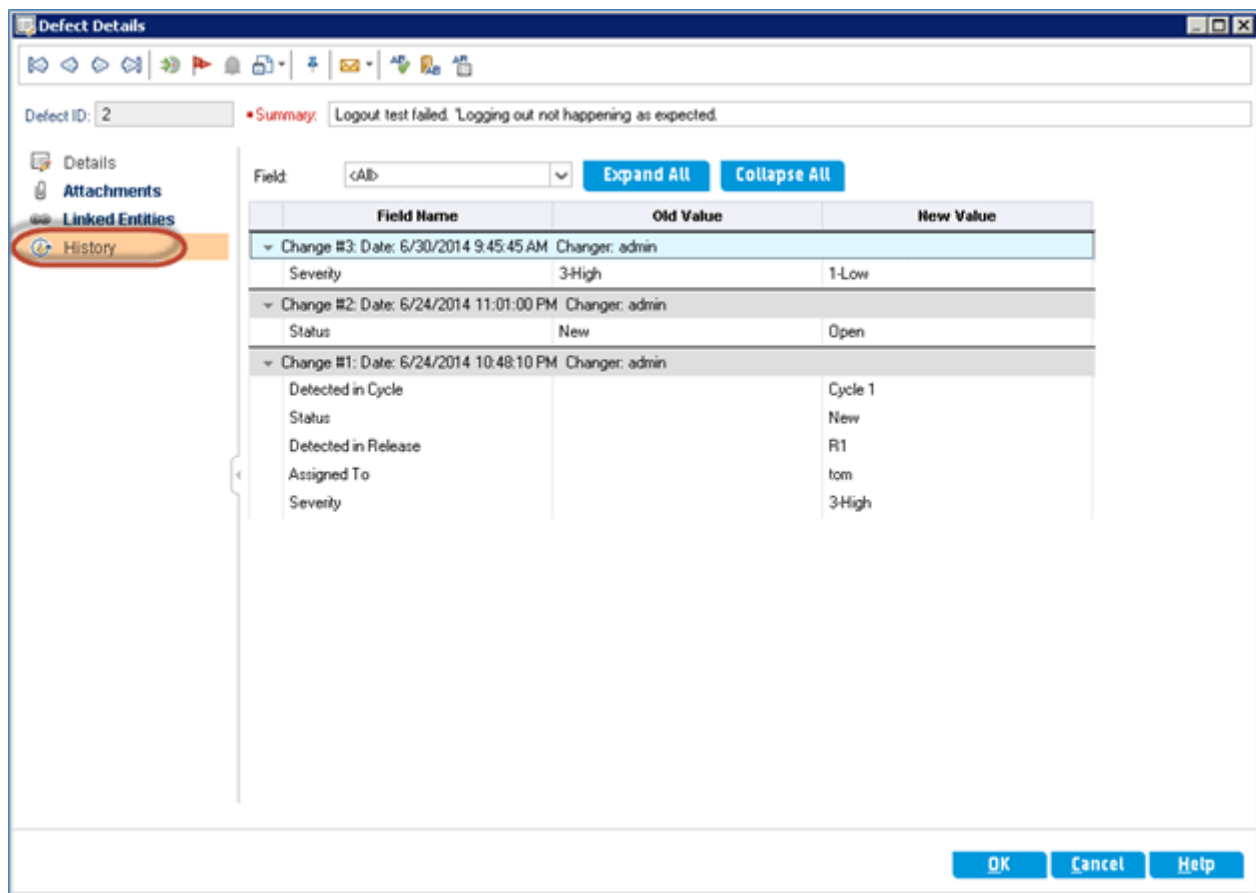 Defect Details
Defect ID: 2 •Summary: Logout test failed. 'Logging out not happening as expected.
Details
Attachments
Linked Entities
History
Field: <All> Expand All Collapse All
Field Name Old Value New Value
Change #3: Date: 6/30/2014 9:45:45 AM Changer: admin
Severity 3-High 1-Low
Change #2: Date: 6/24/2014 11:01:00 PM Changer: admin
Status New Open
Change #1: Date: 6/24/2014 10:48:10 PM Changer: admin
Detected in Cycle Cycle 1
Status New
Detected in Release R1
Assigned To tom
Severity 3-High
OK Cancel Help